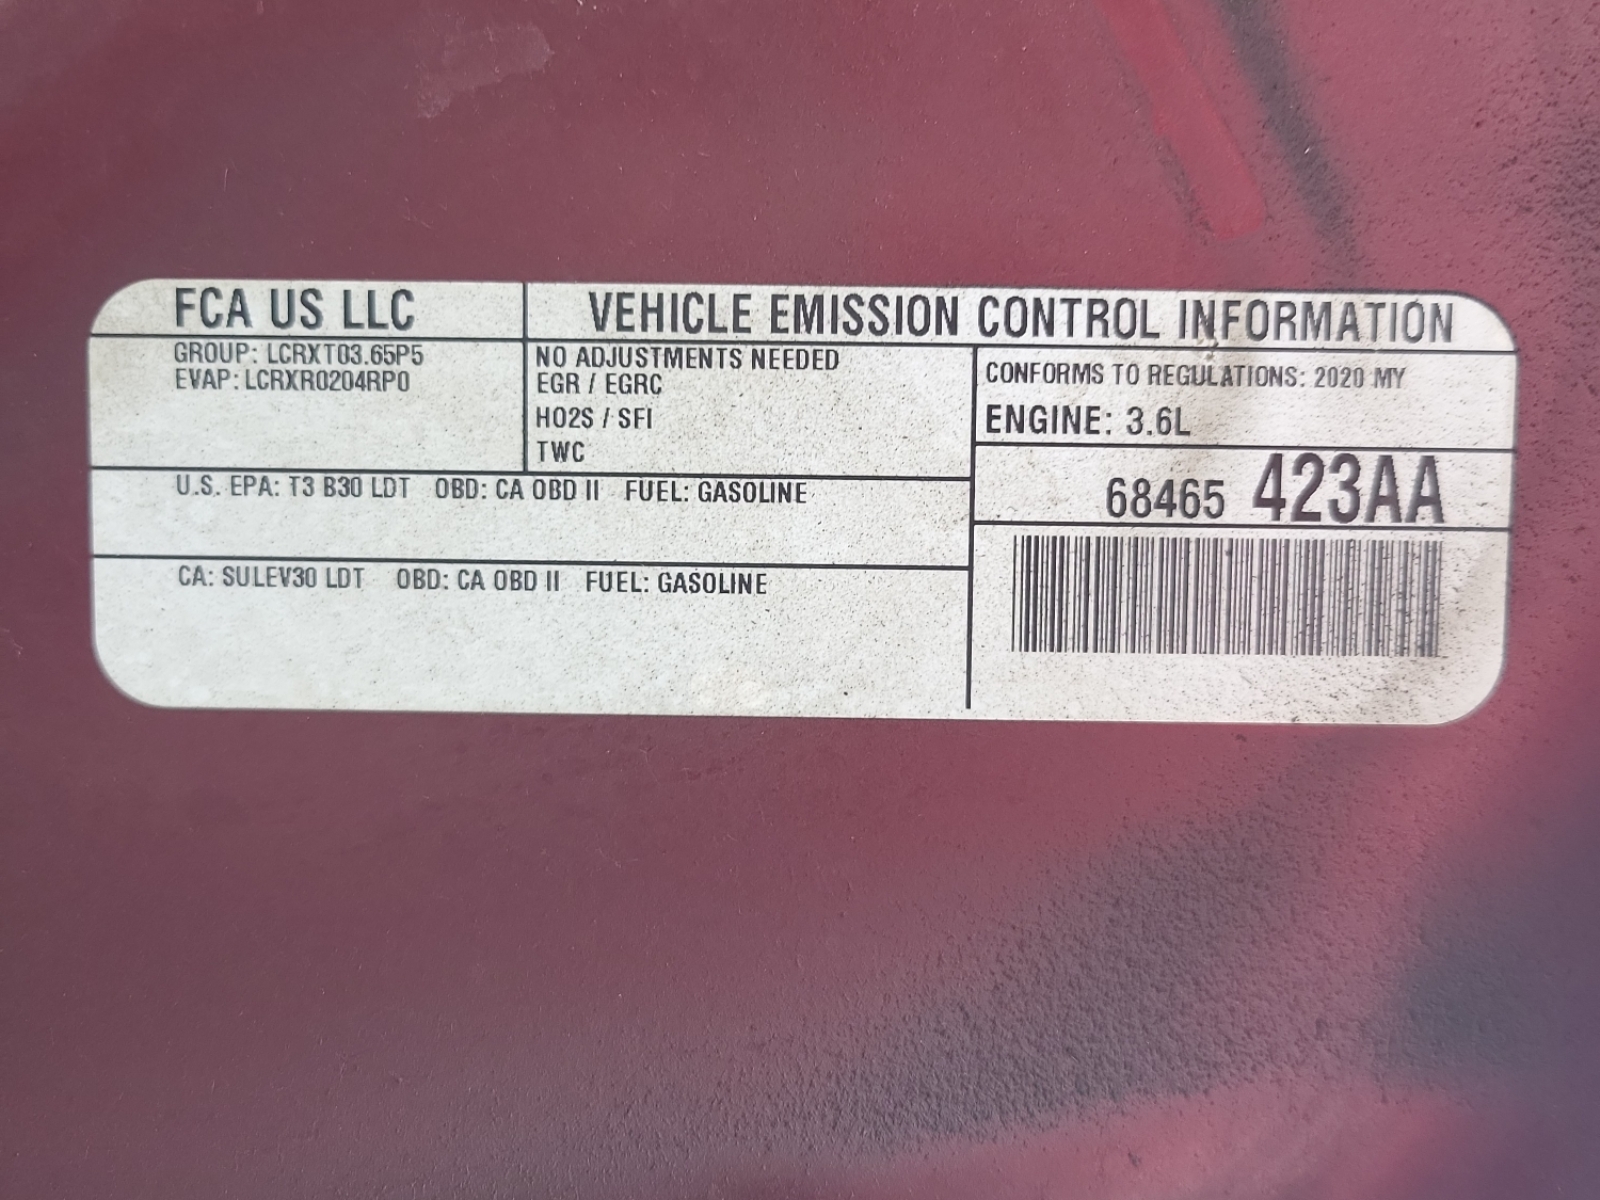 FCA US LLC
VEHICLE EMISSION CONTROL INFORMATION
GROUP: LCRXT03.65P5
EVAP: LCRXR0204RP0
NO ADJUSTMENTS NEEDED
EGR / EGRC
HO2S / SFI
TWC
CONFORMS TO REGULATIONS: 2020 MY
ENGINE: 3.6L
68465 423AA
U.S. EPA: T3 B30 LDT OBD: CA OBD II FUEL: GASOLINE
CA: SULEV30 LDT OBD: CA OBD II FUEL: GASOLINE